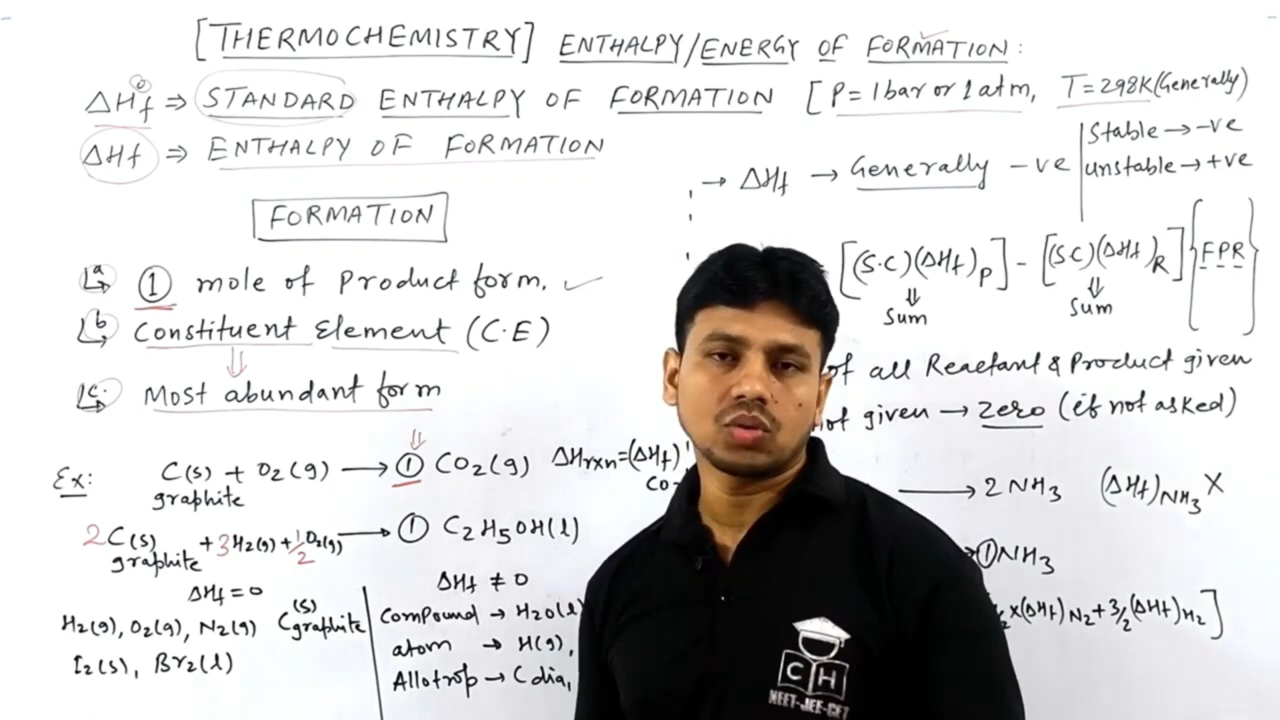 [THERMOCHEMISTRY] ENTHALPY/ENERGY OF FORMATION:
ΔHf° ⇒ STANDARD ENTHALPY OF FORMATION [P=1bar or 1atm, T=298K(Generally)
ΔHf ⇒ ENTHALPY OF FORMATION
→ ΔHf → Generally -ve
Stable → -ve
Unstable → +ve
FORMATION
a ① mole of Product form. ✓
b Constituent Element (C.E)
⇓
c. Most abundant form
[(S.C)(ΔHf)P] - [(S.C)(ΔHf)R] {FPR}
⇓ ⇓
Sum Sum
of all Reactant & Product given
not given → Zero (if not asked)
Ex: C(s) + O2(g) → ① CO2(g) ΔHrxn=(ΔHf)
graphite
2C(s) + 3H2(g) + 1/2 O2(g) → ① C2H5OH(l)
graphite
→ 2NH3 (ΔHf)NH3 X
①NH3
×(ΔHf)N2+3/2(ΔHf)H2]
ΔHf = 0
H2(g), O2(g), N2(g) C(s) graphite
I2(s), Br2(l)
ΔHf ≠ 0
Compound → H2O(l)
atom → H(g),
Allotrop → C dia,
CH
NEET-JEE-CET